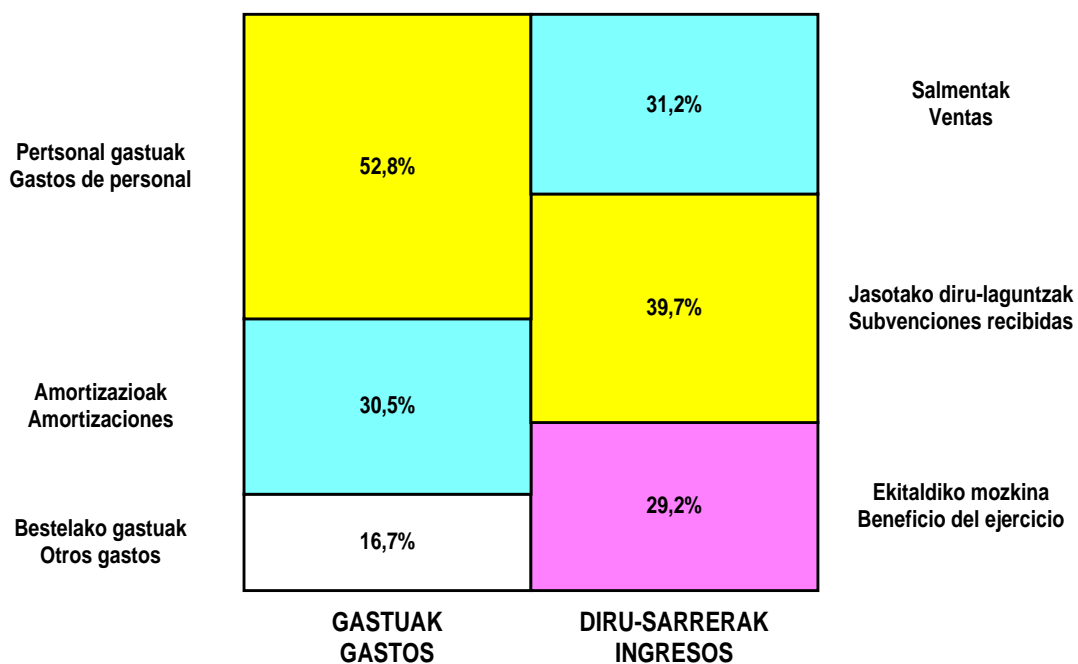 31,2%
Salmentak
Ventas
Pertsonal gastuak
Gastos de personal
52,8%
39,7%
Jasotako diru-laguntzak
Subvenciones recibidas
Amortizazioak
Amortizaciones
30,5%
29,2%
Ekitaldiko mozkina
Beneficio del ejercicio
Bestelako gastuak
Otros gastos
16,7%
GASTUAK
GASTOS
DIRU-SARRERAK
INGRESOS